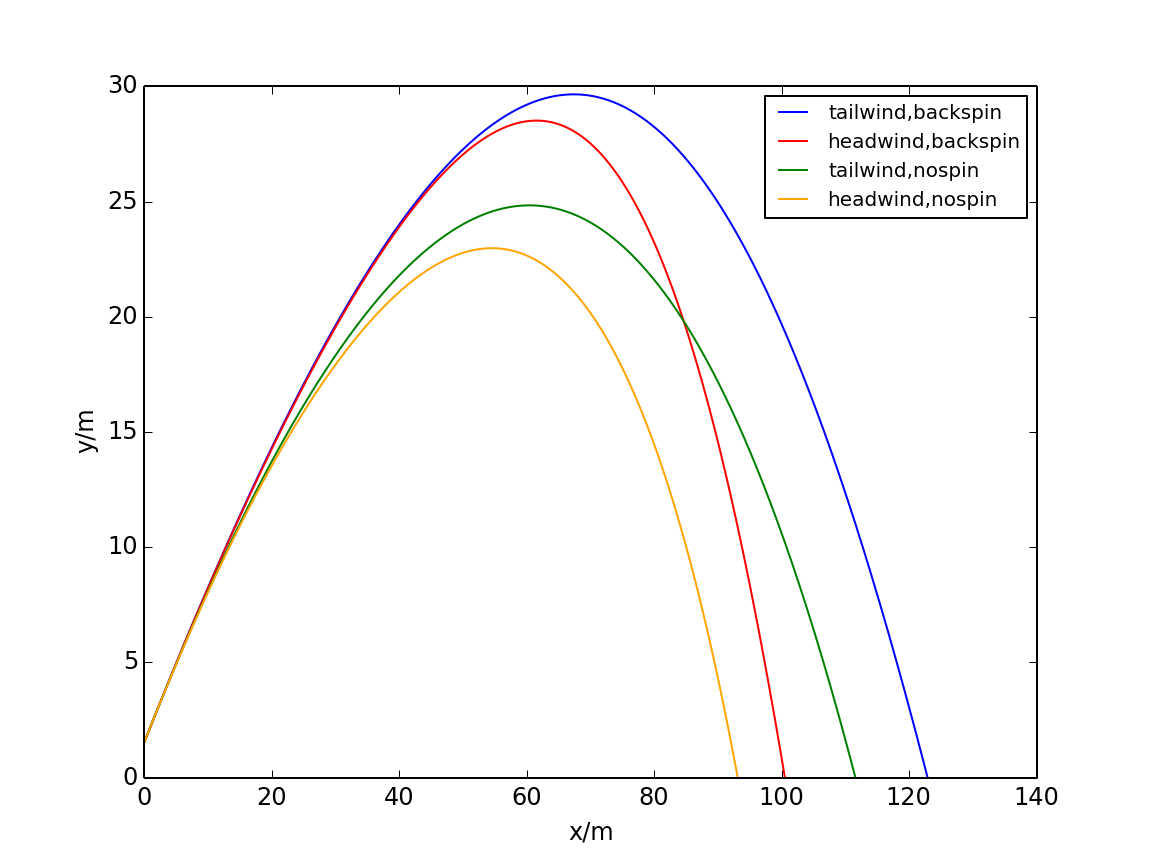 30
25
20
15
10
5
0
y/m
tailwind,backspin
headwind,backspin
tailwind,nospin
headwind,nospin
0 20 40 60 80 100 120 140
x/m